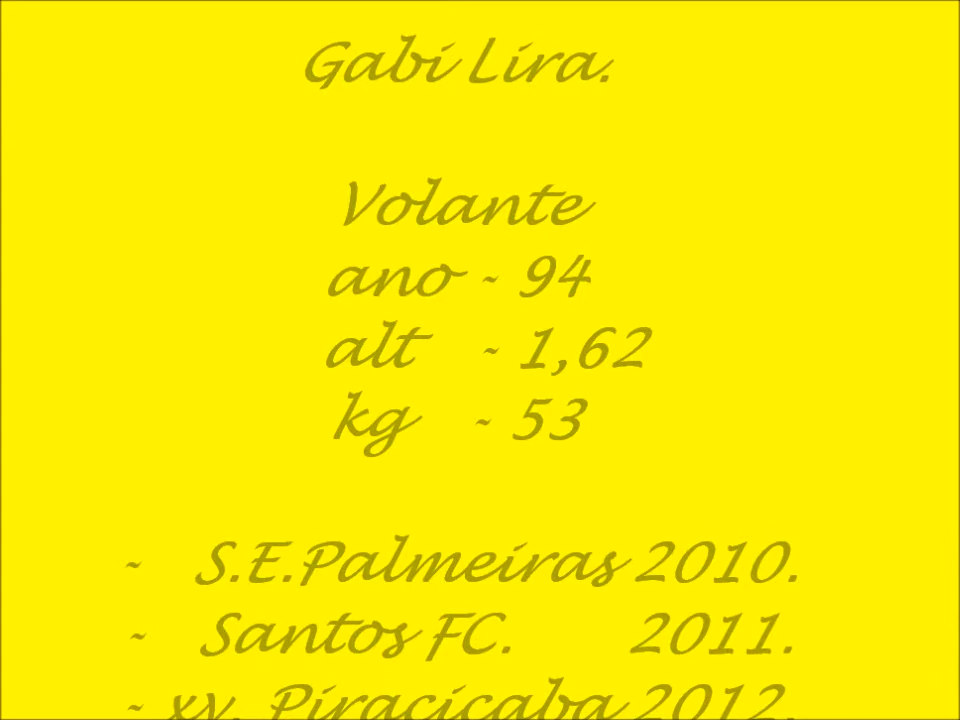 Gabi Lira.
Volante
ano - 94
alt - 1,62
kg - 53
- S.E.Palmeiras 2010.
- Santos FC. 2011.
- xv. Piracicaba 2012.